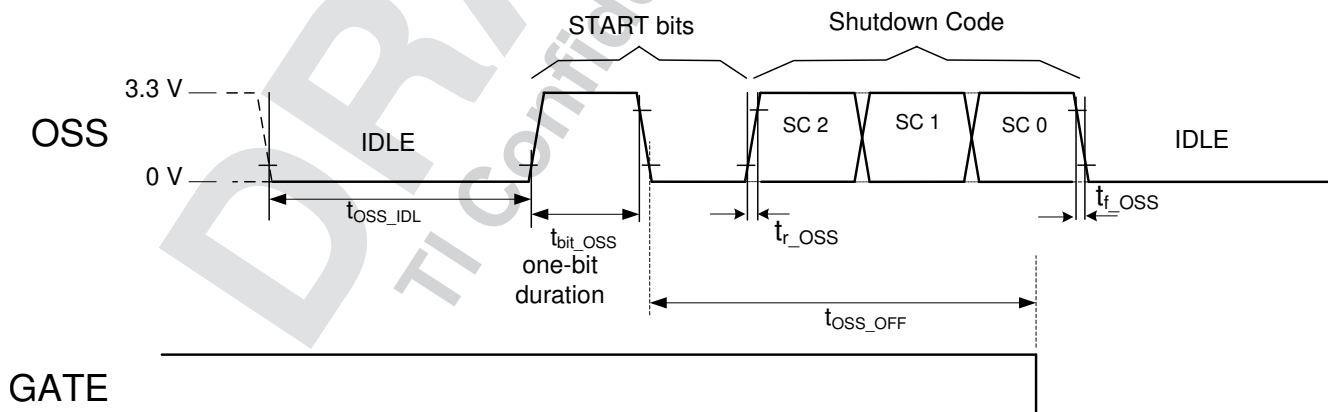 START bits
Shutdown Code
3.3 V
OSS
IDLE
SC 2
SC 1
SC 0
IDLE
0 V
tOSS_IDL
tbit_OSS
one-bit
duration
tr_OSS
tf_OSS
tOSS_OFF
GATE